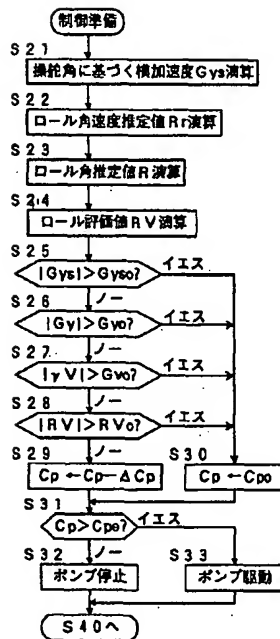 制御準備
S21
操舵角に基づく横加速度Gys演算
S22
ロール角速度推定値Rr演算
S23
ロール角推定値R演算
S24
ロール評価値RV演算
S25
|Gys|>Gyso?
イエス
ノー
S26
|Gy|>Gyo?
イエス
ノー
S27
|γV|>Gvo?
イエス
ノー
S28
|RV|>RVo?
イエス
ノー
S29
Cp←Cp−ΔCp
S30
Cp←Cpo
S31
Cp>Cpe?
イエス
ノー
S32
ポンプ停止
S33
ポンプ駆動
S40へ